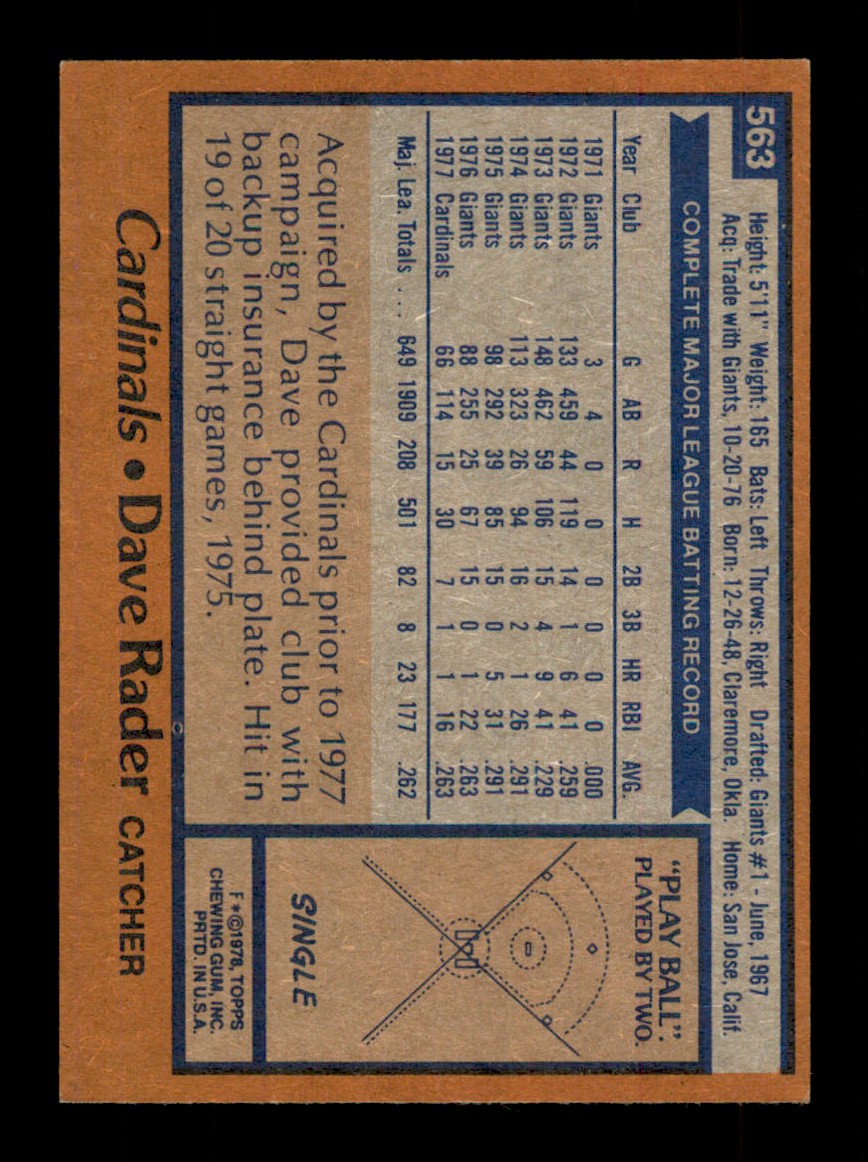 563
Height: 5'11" Weight: 165 Bats: Left Throws: Right Drafted: Giants #1 - June, 1967
Acq: Trade with Giants, 10-20-76 Born: 12-26-48, Claremore, Okla. Home: San Jose, Calif.
COMPLETE MAJOR LEAGUE BATTING RECORD
Year Club G AB R H 2B 3B HR RBI AVG.
1971 Giants 3 4 0 0 0 0 0 0 .000
1972 Giants 133 459 44 119 14 1 6 41 .259
1973 Giants 148 462 59 106 15 4 9 41 .229
1974 Giants 113 323 26 94 16 2 1 26 .291
1975 Giants 98 292 39 85 15 0 5 31 .291
1976 Giants 88 255 25 67 15 0 1 22 .263
1977 Cardinals 66 114 15 30 7 1 1 16 .263
Maj. Lea. Totals .... 649 1909 208 501 82 8 23 177 .262
Acquired by the Cardinals prior to 1977
campaign, Dave provided club with
backup insurance behind plate. Hit in
19 of 20 straight games, 1975.
"PLAY BALL".
PLAYED BY TWO.
SINGLE
F*©1978, TOPPS
CHEWING GUM, INC.
PRTD. IN U.S.A.
Cardinals • Dave Rader CATCHER